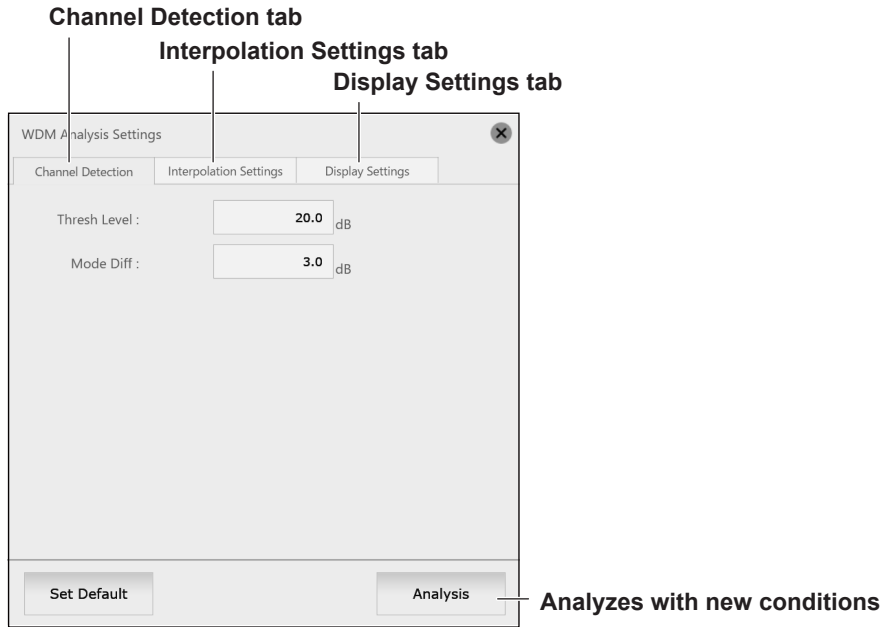 Channel Detection tab
Interpolation Settings tab
Display Settings tab
WDM Analysis Settings
Channel Detection
Interpolation Settings
Display Settings
Thresh Level :
20.0 dB
Mode Diff :
3.0 dB
Set Default
Analysis
Analyzes with new conditions